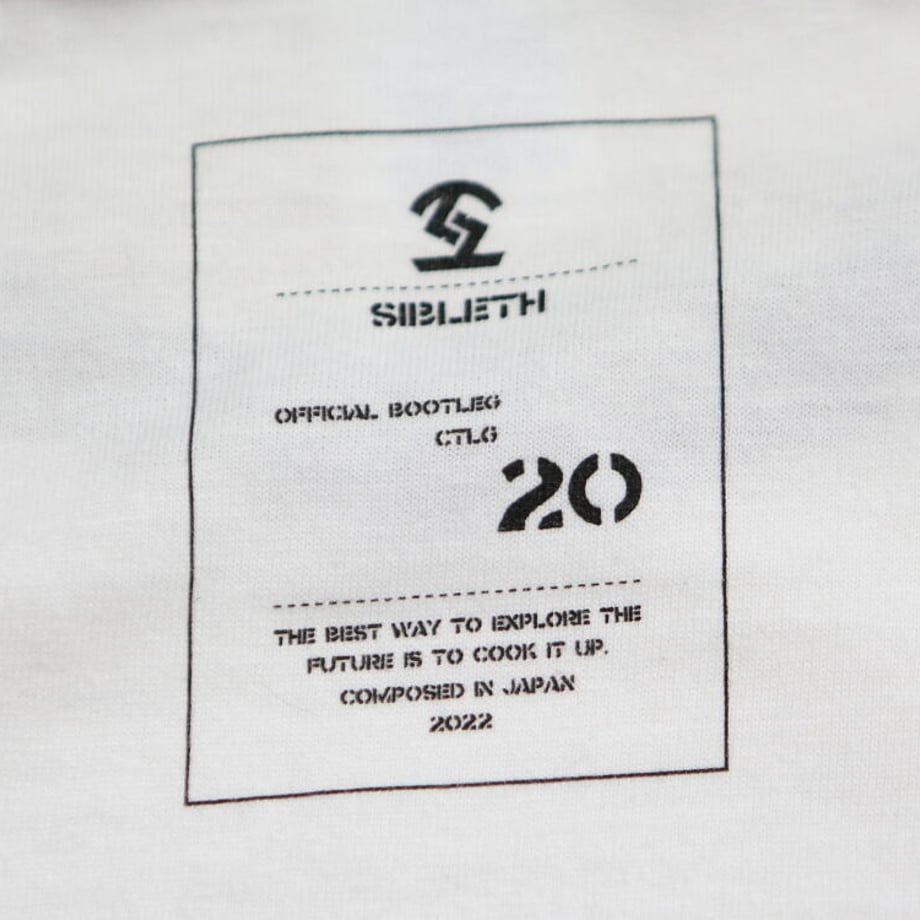 SIBLETH
OFFICIAL BOOTLEG
CTLG
20
THE BEST WAY TO EXPLORE THE
FUTURE IS TO COOK IT UP.
COMPOSED IN JAPAN
2022